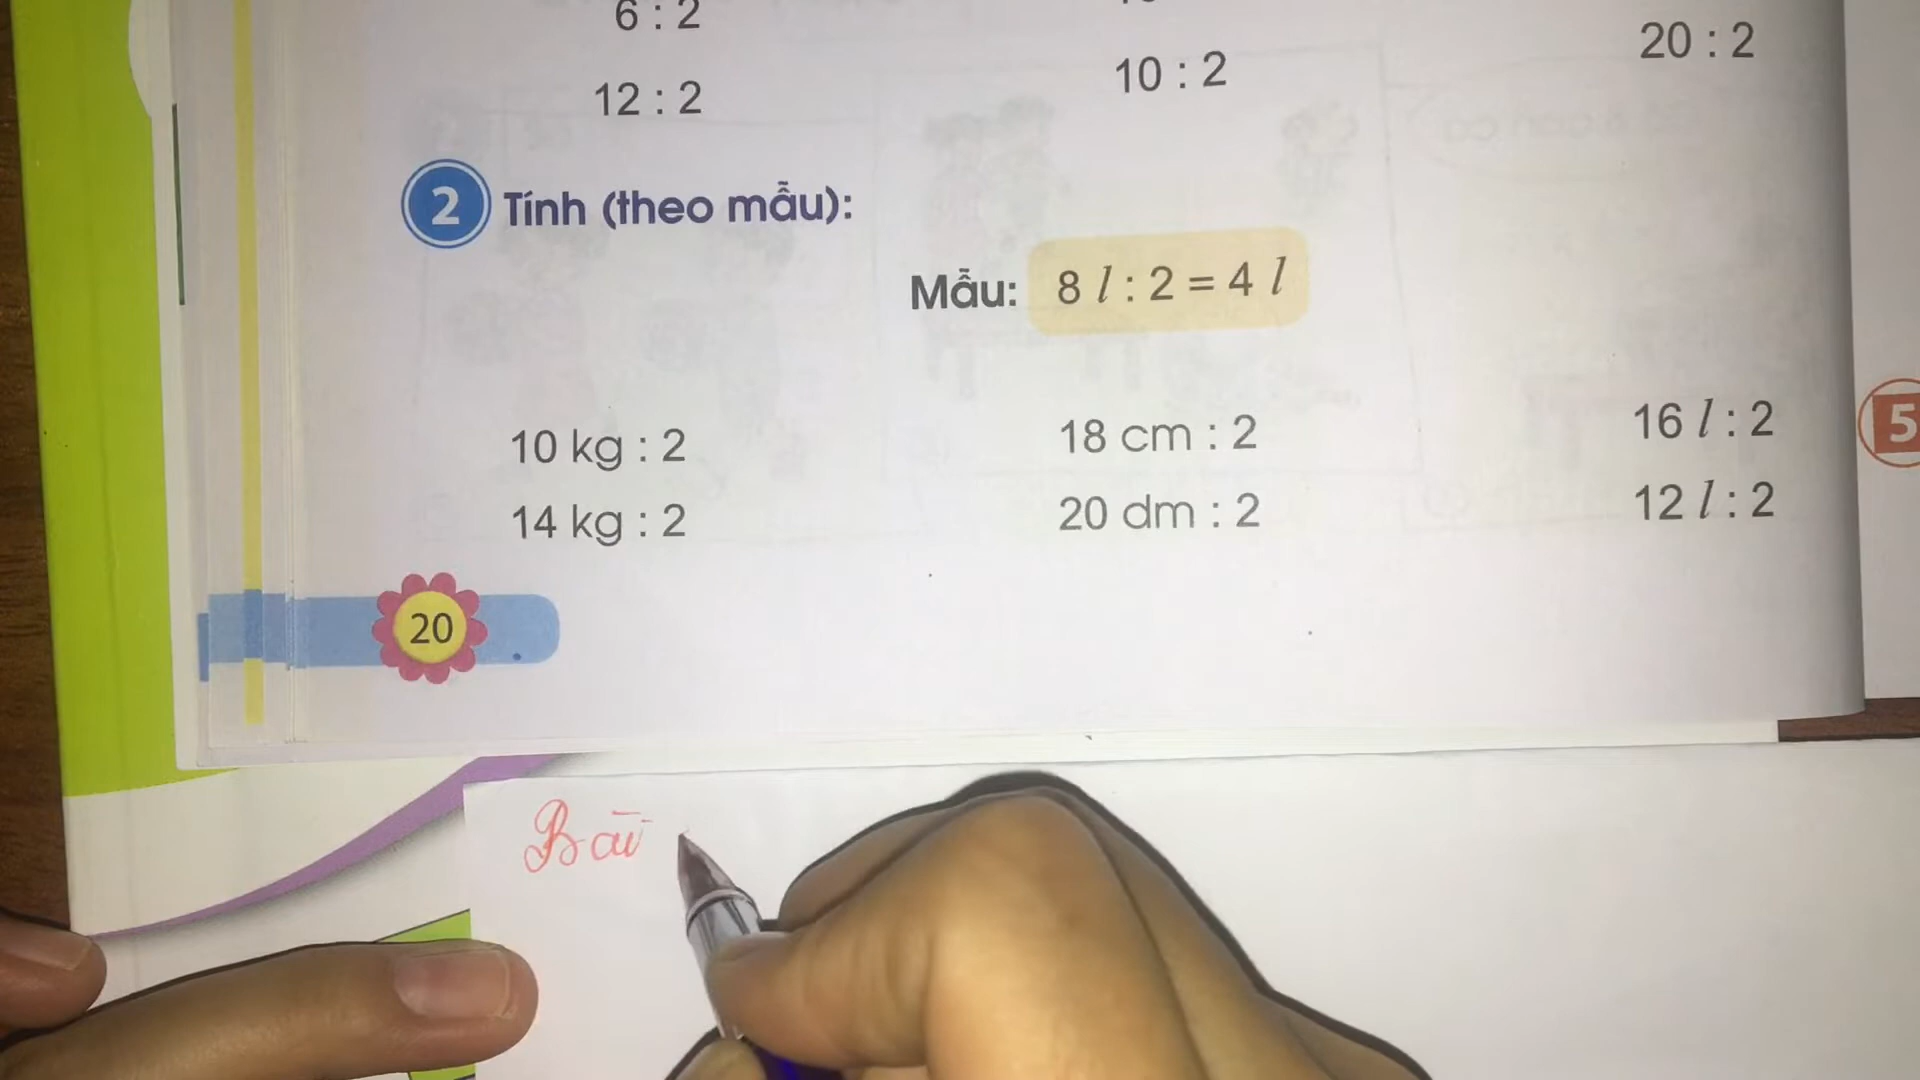 6 : 2
20 : 2
10 : 2
12 : 2
2 Tính (theo mẫu):
Mẫu: 8 l : 2 = 4 l
10 kg : 2 18 cm : 2 16 l : 2
5
14 kg : 2 20 dm : 2 12 l : 2
20
Bài